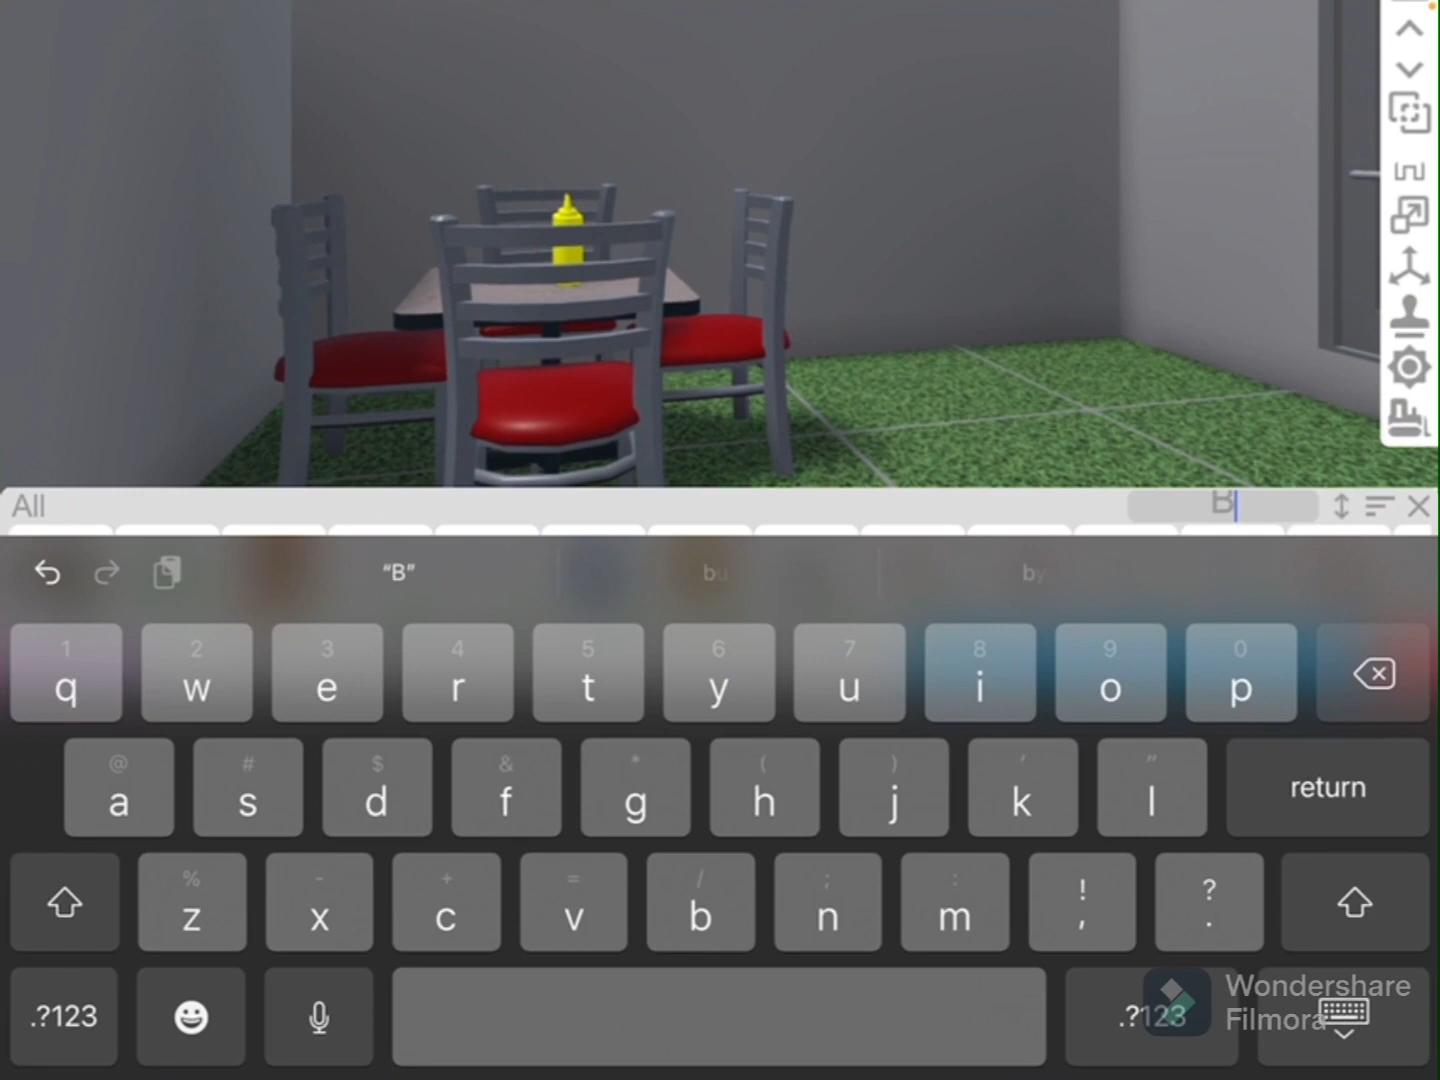 All
B
“B”
bu
by
1 2 3 4 5 6 7 8 9 0
q w e r t y u i o p
@ # $ & * ( ) ' "
a s d f g h j k l return
% - + = / ; : ! ?
z x c v b n m , .
.?123 .?123
Wondershare
Filmora